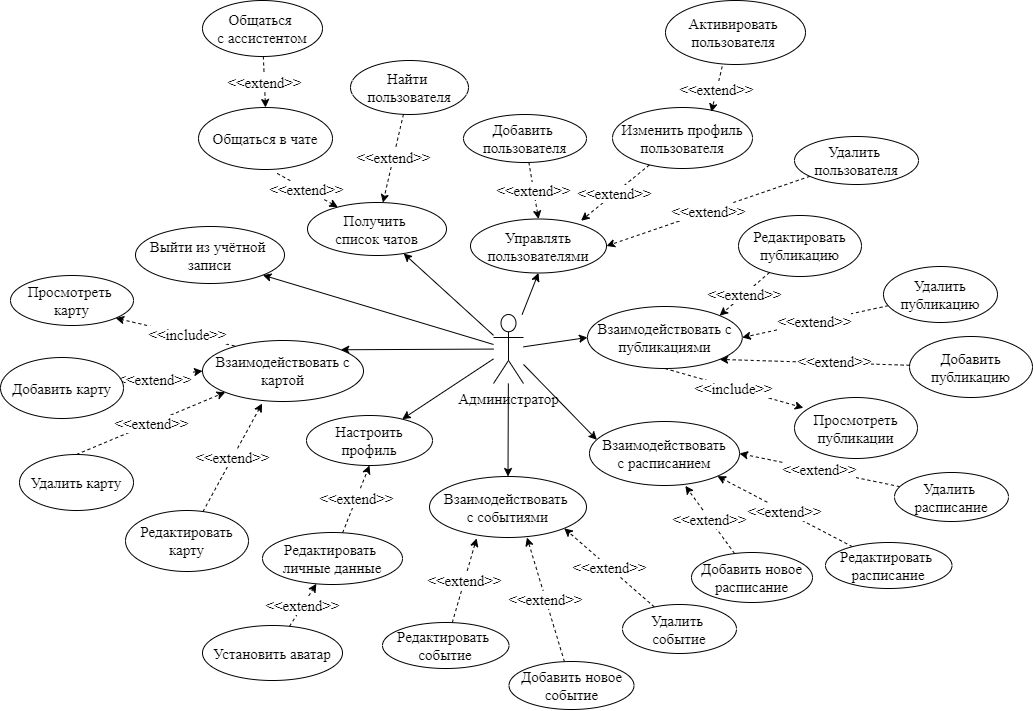 Общаться
с ассистентом
Активировать
пользователя
<<extend>>
Найти
пользователя
<<extend>>
Общаться в чате
<<extend>>
Добавить
пользователя
Изменить профиль
пользователя
Удалить
пользователя
<<extend>>
<<extend>>
<<extend>>
<<extend>>
<<extend>>
Получить
список чатов
Управлять
пользователями
Редактировать
публикацию
Выйти из учётной
записи
Просмотреть
карту
<<extend>>
Удалить
публикацию
<<include>>
<<extend>>
Взаимодействовать с
публикациями
Взаимодействовать с
картой
<<extend>>
Добавить
публикацию
Добавить карту
<<extend>>
<<include>>
Администратор
<<extend>>
Просмотреть
публикации
Настроить
профиль
Взаимодействовать
с расписанием
<<extend>>
<<extend>>
Удалить карту
<<extend>>
Взаимодействовать
с событиями
Удалить
расписание
<<extend>>
<<extend>>
Редактировать
карту
Редактировать
личные данные
Редактировать
расписание
<<extend>>
<<extend>>
Добавить новое
расписание
<<extend>>
<<extend>>
Удалить
событие
Установить аватар
Редактировать
событие
Добавить новое
событие